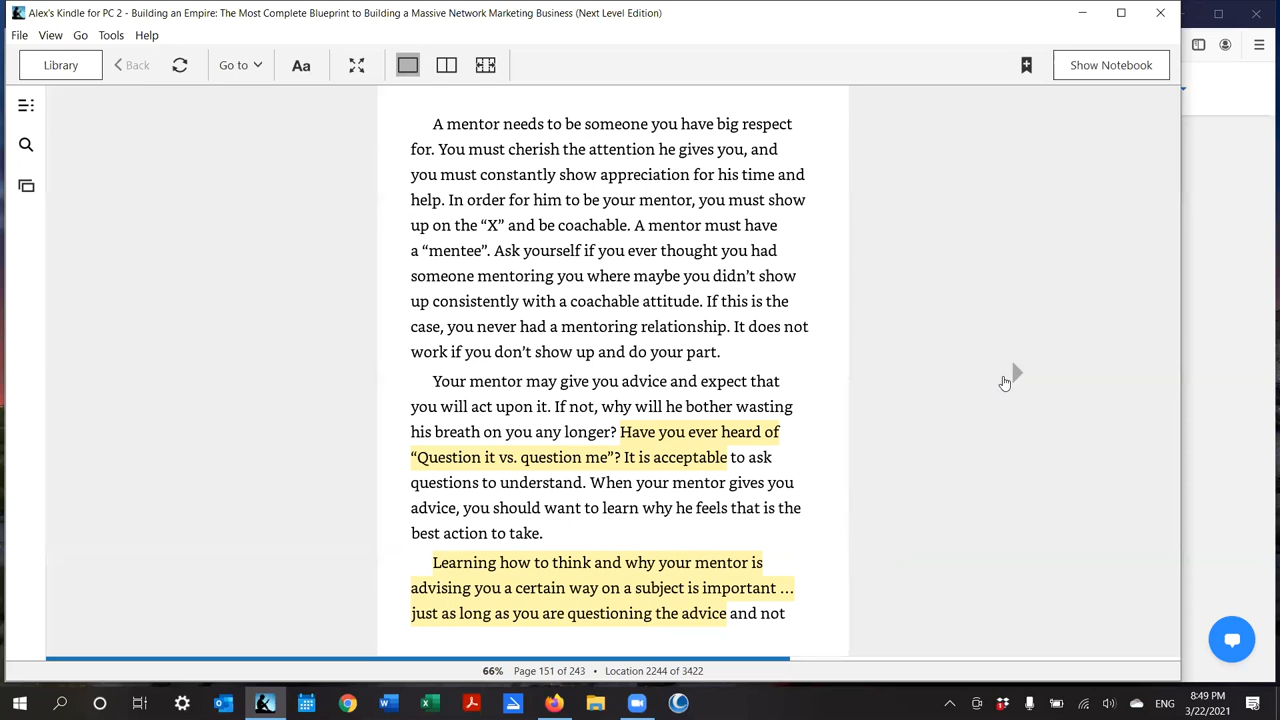 Alex's Kindle for PC 2 - Building an Empire: The Most Complete Blueprint to Building a Massive Network Marketing Business (Next Level Edition)
File View Go Tools Help
Library Back Go to Aa Show Notebook
A mentor needs to be someone you have big respect
for. You must cherish the attention he gives you, and
you must constantly show appreciation for his time and
help. In order for him to be your mentor, you must show
up on the “X” and be coachable. A mentor must have
a “mentee”. Ask yourself if you ever thought you had
someone mentoring you where maybe you didn’t show
up consistently with a coachable attitude. If this is the
case, you never had a mentoring relationship. It does not
work if you don’t show up and do your part.
Your mentor may give you advice and expect that
you will act upon it. If not, why will he bother wasting
his breath on you any longer? Have you ever heard of
“Question it vs. question me”? It is acceptable to ask
questions to understand. When your mentor gives you
advice, you should want to learn why he feels that is the
best action to take.
Learning how to think and why your mentor is
advising you a certain way on a subject is important …
just as long as you are questioning the advice and not
66% Page 151 of 243 • Location 2244 of 3422
ENG
8:49 PM
3/22/2021